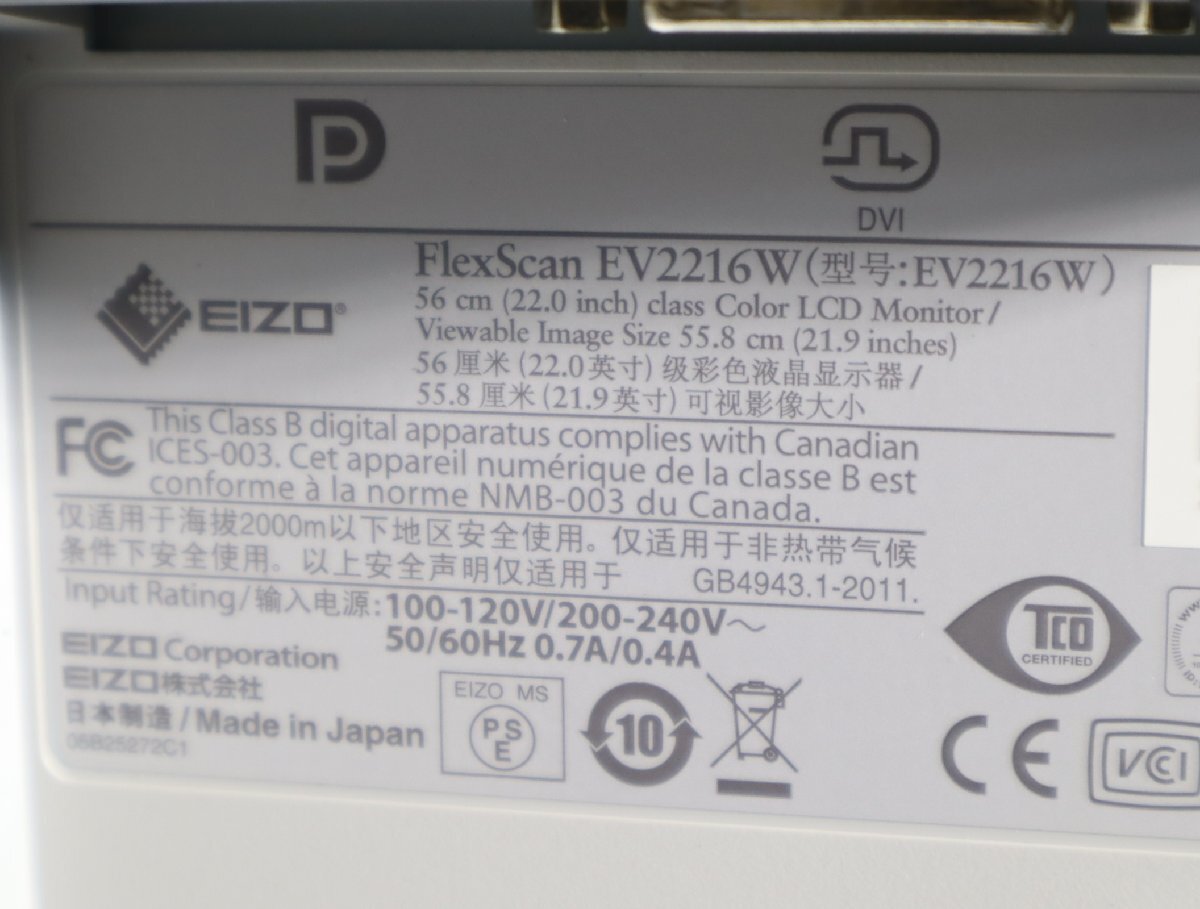 DVI
EIZO®
FlexScan EV2216W(型号:EV2216W)
56 cm (22.0 inch) class Color LCD Monitor/
Viewable Image Size 55.8 cm (21.9 inches)
56 厘米 (22.0英寸) 级彩色液晶显示器/
55.8 厘米 (21.9英寸) 可视影像大小
FC
This Class B digital apparatus complies with Canadian
ICES-003. Cet appareil numérique de la classe B est
conforme à la norme NMB-003 du Canada.
仅适用于海拔2000m以下地区安全使用。仅适用于非热带气候
条件下安全使用。以上安全声明仅适用于 GB4943.1-2011.
Input Rating/输入电源:100-120V/200-240V～
50/60Hz 0.7A/0.4A
EIZO Corporation
EIZO株式会社
日本制造/Made in Japan
05B25272C1
EIZO MS
PSE
10
TCO
CERTIFIED
CE
VCCI